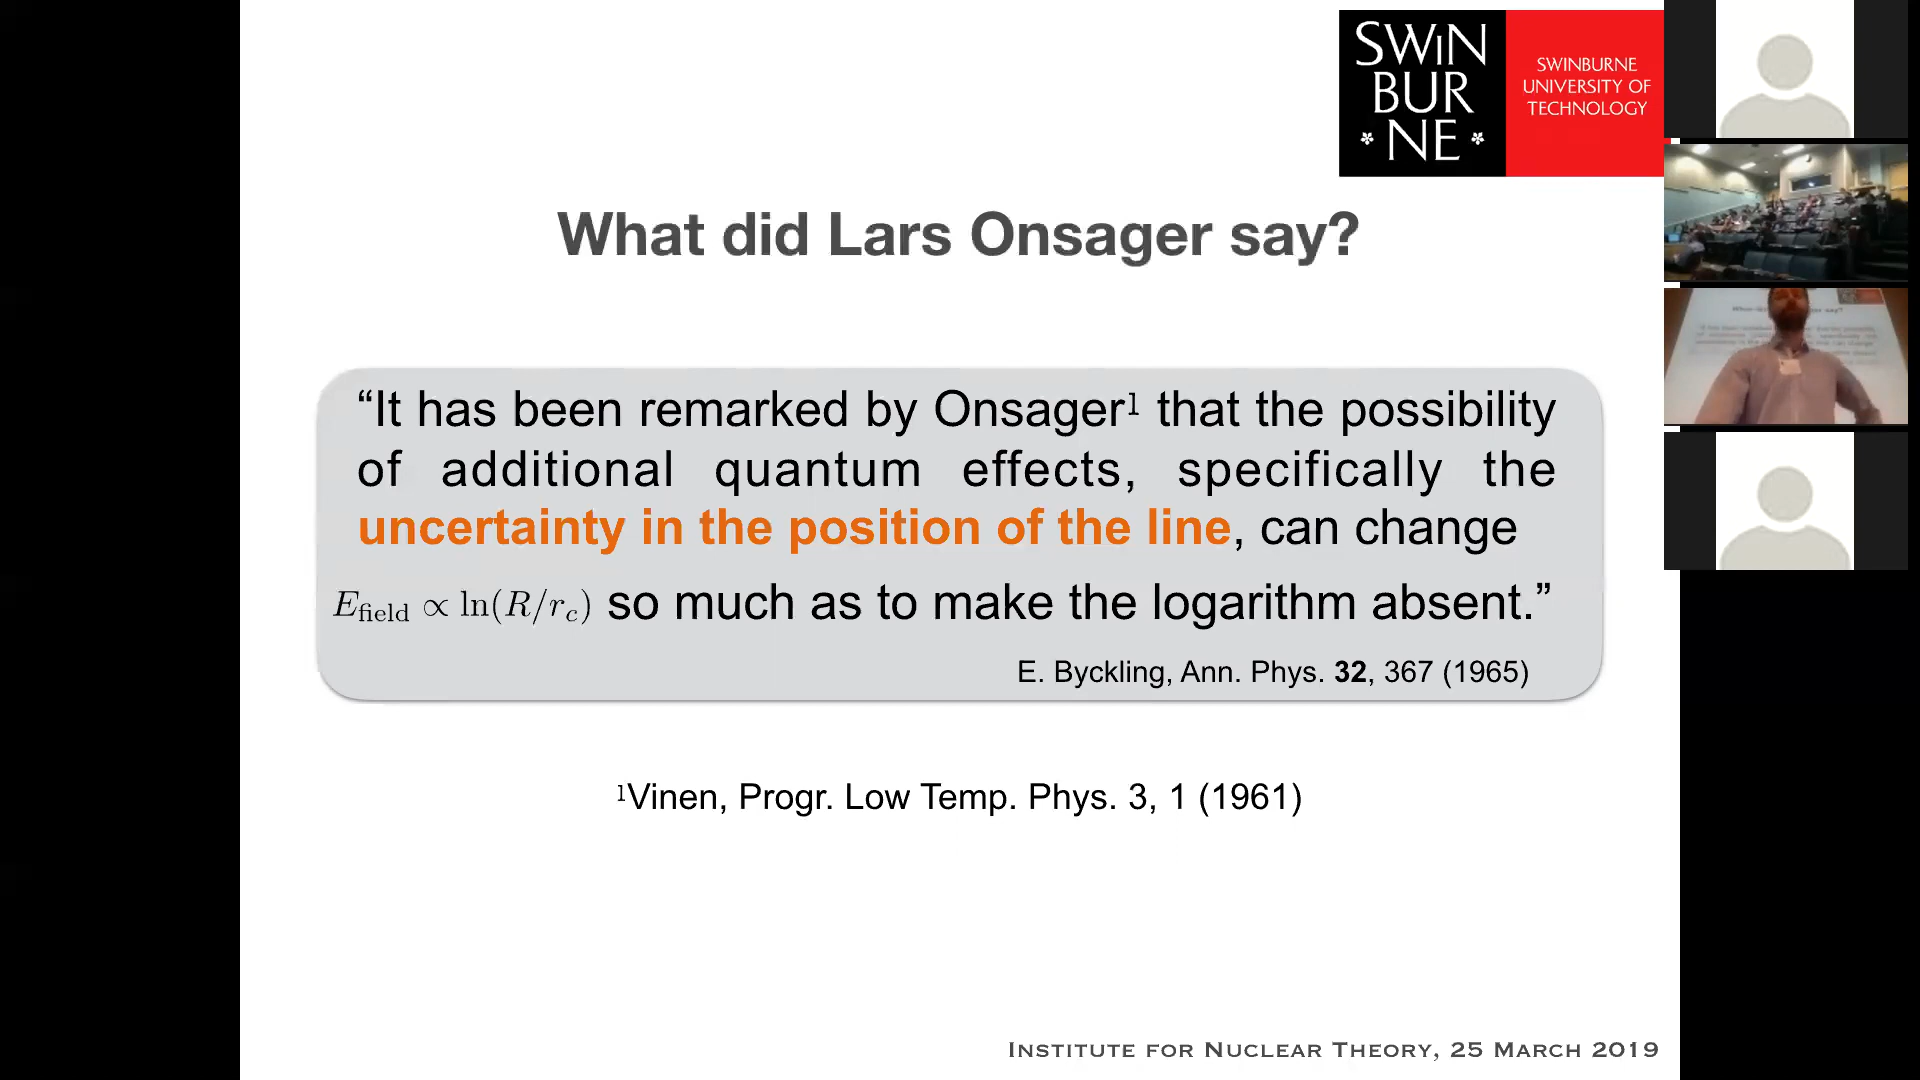 SWIN
BUR
NE
SWINBURNE
UNIVERSITY OF
TECHNOLOGY
What did Lars Onsager say?
“It has been remarked by Onsager¹ that the possibility
of additional quantum effects, specifically the
uncertainty in the position of the line, can change
E_field ∝ ln(R/r_c) so much as to make the logarithm absent.”
E. Byckling, Ann. Phys. 32, 367 (1965)
¹Vinen, Progr. Low Temp. Phys. 3, 1 (1961)
INSTITUTE FOR NUCLEAR THEORY, 25 MARCH 2019